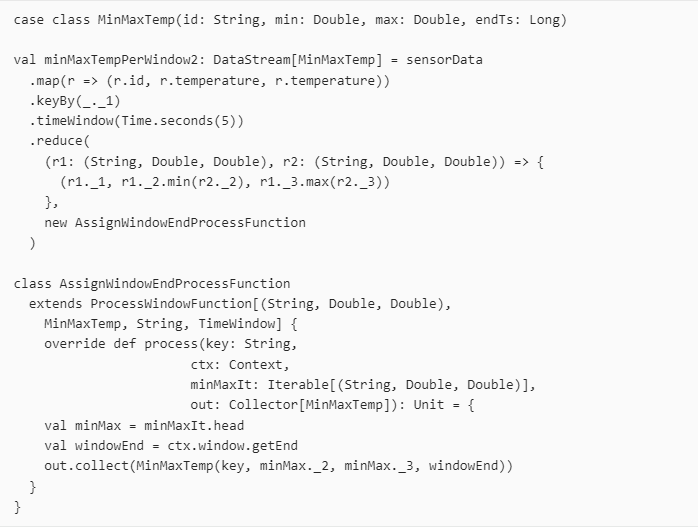 case class MinMaxTemp(id: String, min: Double, max: Double, endTs: Long)

val minMaxTempPerWindow2: DataStream[MinMaxTemp] = sensorData
  .map(r => (r.id, r.temperature, r.temperature))
  .keyBy(_._1)
  .timeWindow(Time.seconds(5))
  .reduce(
    (r1: (String, Double, Double), r2: (String, Double, Double)) => {
      (r1._1, r1._2.min(r2._2), r1._3.max(r2._3))
    },
    new AssignWindowEndProcessFunction
  )

class AssignWindowEndProcessFunction
  extends ProcessWindowFunction[(String, Double, Double),
    MinMaxTemp, String, TimeWindow] {
    override def process(key: String,
                       ctx: Context,
                       minMaxIt: Iterable[(String, Double, Double)],
                       out: Collector[MinMaxTemp]): Unit = {
    val minMax = minMaxIt.head
    val windowEnd = ctx.window.getEnd
    out.collect(MinMaxTemp(key, minMax._2, minMax._3, windowEnd))
  }
}